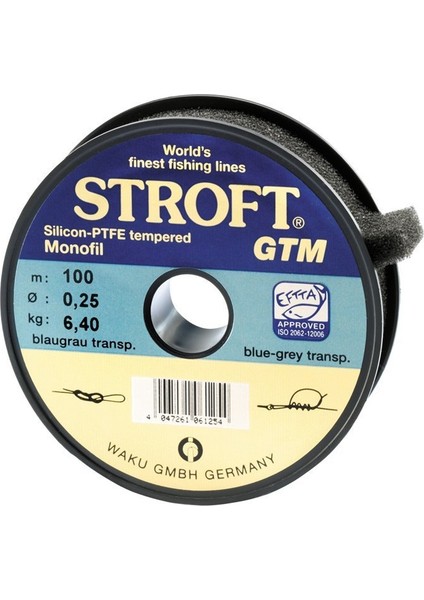 World's
finest fishing lines
STROFT®
Silicon-PTFE tempered
Monofil
GTM
m: 100
Ø: 0,25
kg: 6,40
blaugrau transp.
EFTTA
APPROVED
ISO 2062-12006
blue-grey transp.
4 047261 061254
WAKU GMBH GERMANY